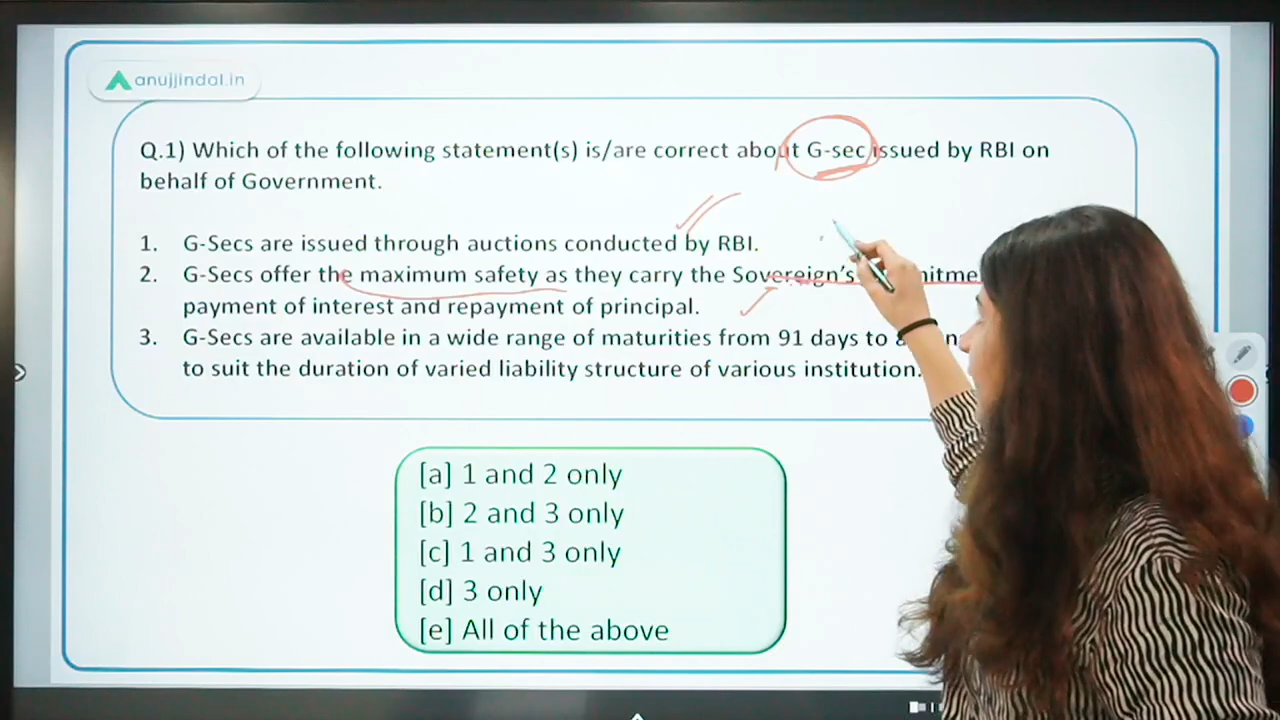 anujjindal.in
Q.1) Which of the following statement(s) is/are correct about G-sec issued by RBI on
behalf of Government.
1. G-Secs are issued through auctions conducted by RBI.
2. G-Secs offer the maximum safety as they carry the Sovereign's
payment of interest and repayment of principal.
3. G-Secs are available in a wide range of maturities from 91 days to
to suit the duration of varied liability structure of various institution.
[a] 1 and 2 only
[b] 2 and 3 only
[c] 1 and 3 only
[d] 3 only
[e] All of the above